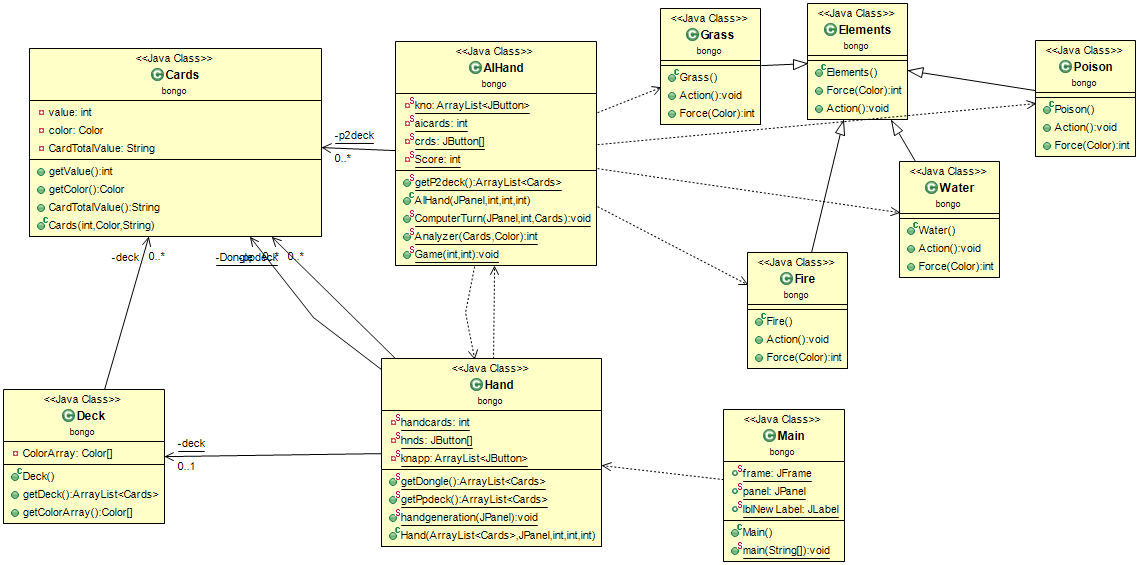 <<Java Class>>
Cards
bongo
value: int
color: Color
CardTotalValue: String
getValue():int
getColor():Color
CardTotalValue():String
Cards(int,Color,String)
<<Java Class>>
AIHand
bongo
kno: ArrayList<JButton>
aicards: int
crds: JButton[]
Score: int
getP2deck():ArrayList<Cards>
AIHand(JPanel,int,int,int)
ComputerTurn(JPanel,int,Cards):void
Analyzer(Cards,Color):int
Game(int,int):void
<<Java Class>>
Grass
bongo
Grass()
Action():void
Force(Color):int
<<Java Class>>
Elements
bongo
Elements()
Force(Color):int
Action():void
<<Java Class>>
Poison
bongo
Poison()
Action():void
Force(Color):int
<<Java Class>>
Water
bongo
Water()
Action():void
Force(Color):int
<<Java Class>>
Fire
bongo
Fire()
Action():void
Force(Color):int
-p2deck
0..*
-deck
0..*
0..*
<<Java Class>>
Deck
bongo
ColorArray: Color[]
Deck()
getDeck():ArrayList<Cards>
getColorArray():Color[]
-deck
0..1
<<Java Class>>
Hand
bongo
handcards: int
hnds: JButton[]
knapp: ArrayList<JButton>
getDongle():ArrayList<Cards>
getPpdeck():ArrayList<Cards>
handgeneration(JPanel):void
Hand(ArrayList<Cards>,JPanel,int,int,int)
<<Java Class>>
Main
bongo
frame: JFrame
panel: JPanel
lblNewLabel: JLabel
Main()
main(String[]):void